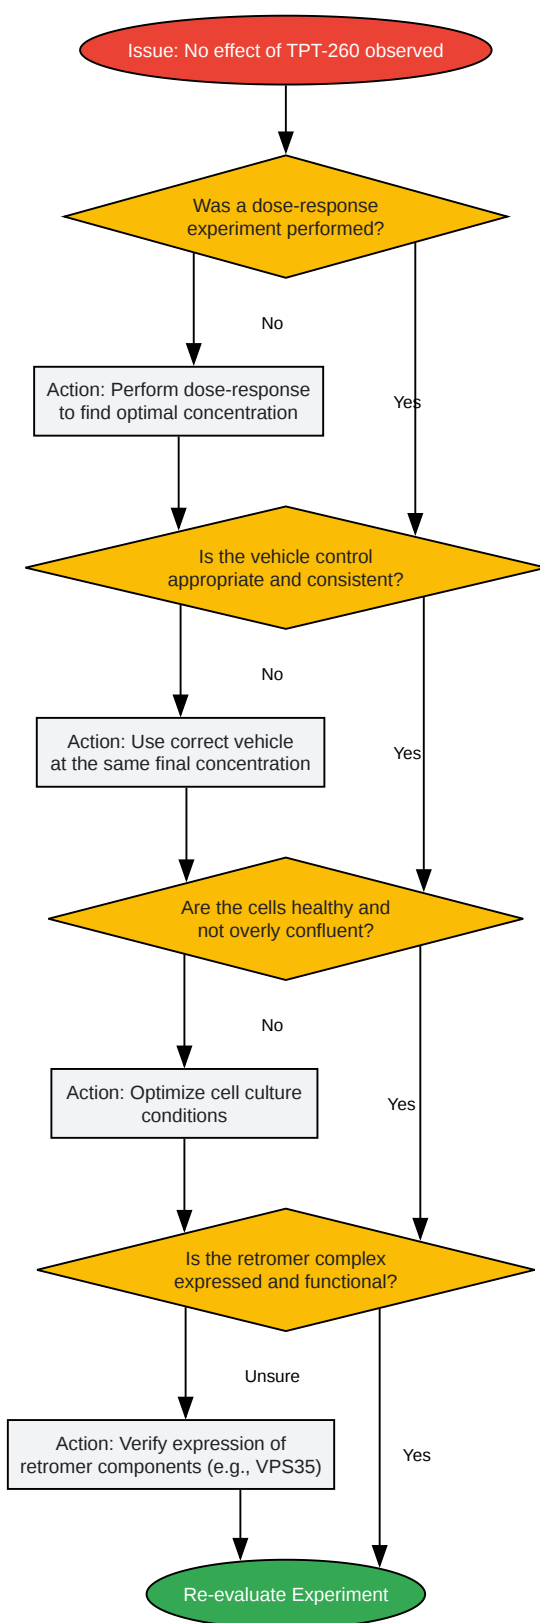 Issue: No effect of TPT-260 observed
Was a dose-response
experiment performed?
No
Action: Perform dose-response
to find optimal concentration
Yes
Is the vehicle control
appropriate and consistent?
No
Action: Use correct vehicle
at the same final concentration
Yes
Are the cells healthy and
not overly confluent?
No
Action: Optimize cell culture
conditions
Yes
Is the retromer complex
expressed and functional?
Unsure
Action: Verify expression of
retromer components (e.g., VPS35)
Yes
Re-evaluate Experiment